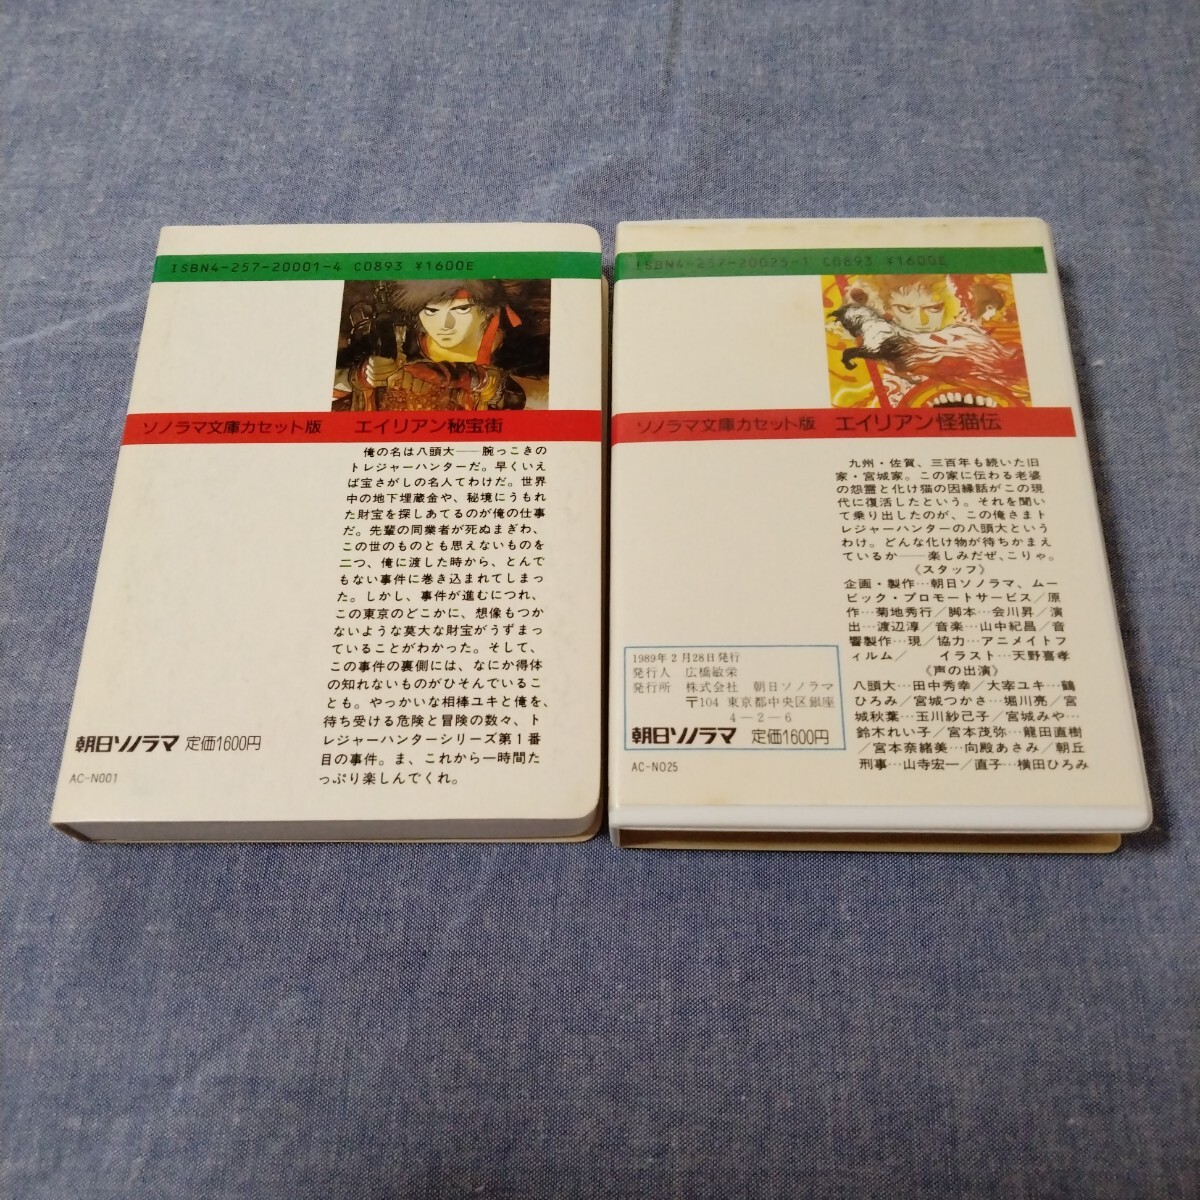 ISBN4-257-20001-4 C0893 ¥1600E
ソノラマ文庫カセット版 エイリアン秘宝街
俺の名は八頭大――腕っこきの
トレジャーハンターだ。早くいえ
ば宝さがしの名人てわけだ。世界
中の地下埋蔵金や、秘境にうもれ
た財宝を探しあてるのが俺の仕事
だ。先輩の同業者が死ぬまぎわ、
この世のものとも思えないものを
二つ、俺に渡した時から、とんで
もない事件に巻き込まれてしまっ
た。しかし、事件が進むにつれ、
この東京のどこかに、想像もつか
ないような莫大な財宝がうずまっ
ていることがわかった。そして、
この事件の裏側には、なにか得体
の知れないものがひそんでいるこ
とも。やっかいな相棒ユキと俺を、
待ち受ける危険と冒険の数々、ト
レジャーハンターシリーズ第1番
目の事件。ま、これから一時間た
っぷり楽しんでくれ。
朝日ソノラマ 定価1600円
AC-N001
ISBN4-257-20025-1 C0893 ¥1600E
ソノラマ文庫カセット版 エイリアン怪猫伝
九州・佐賀、三百年も続いた旧
家・宮城家。この家に伝わる老婆
の怨霊と化け猫の因縁話がこの現
代に復活したという。それを聞い
て乗り出したのが、この俺さまト
レジャーハンターの八頭大という
わけ。どんな化け物が待ちかまえ
ているか――楽しみだぜ、こりゃ。
《スタッフ》
企画・製作…朝日ソノラマ、ムー
ビック・プロモートサービス／原
作…菊地秀行／脚本…会川昇／演
出…渡辺淳／音楽…山中紀昌／音
響製作…現／協力…アニメイトフ
ィルム／ イラスト…天野喜孝
《声の出演》
八頭大…田中秀幸／大宰ユキ…鶴
ひろみ／宮城つかさ…堀川亮／宮
城秋葉…玉川紗己子／宮城みや…
鈴木れい子／宮本茂弥…龍田直樹
／宮本奈緒美…向殿あさみ／朝丘
刑事…山寺宏一／直子…横田ひろみ
1989年2月28日発行
発行人 広橋敏栄
発行所 株式会社 朝日ソノラマ
〒104 東京都中央区銀座
4－2－6
朝日ソノラマ 定価1600円
AC-N025